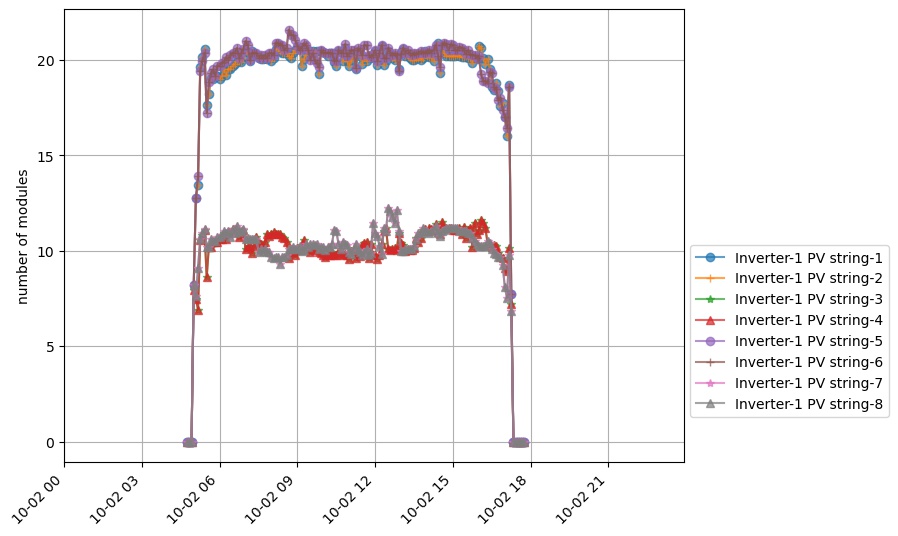 number of modules
20
15
10
5
0
10-02 00
10-02 03
10-02 06
10-02 09
10-02 12
10-02 15
10-02 18
10-02 21
Inverter-1 PV string-1
Inverter-1 PV string-2
Inverter-1 PV string-3
Inverter-1 PV string-4
Inverter-1 PV string-5
Inverter-1 PV string-6
Inverter-1 PV string-7
Inverter-1 PV string-8